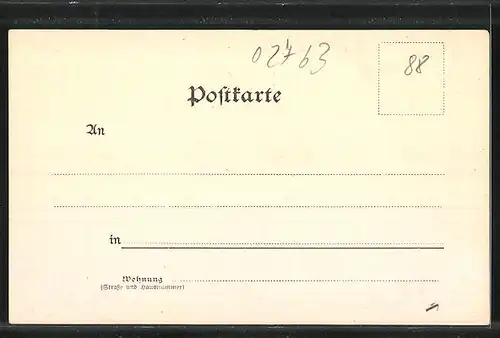 02763
88
Postkarte
An
in
Wohnung
(Straße und Hausnummer)